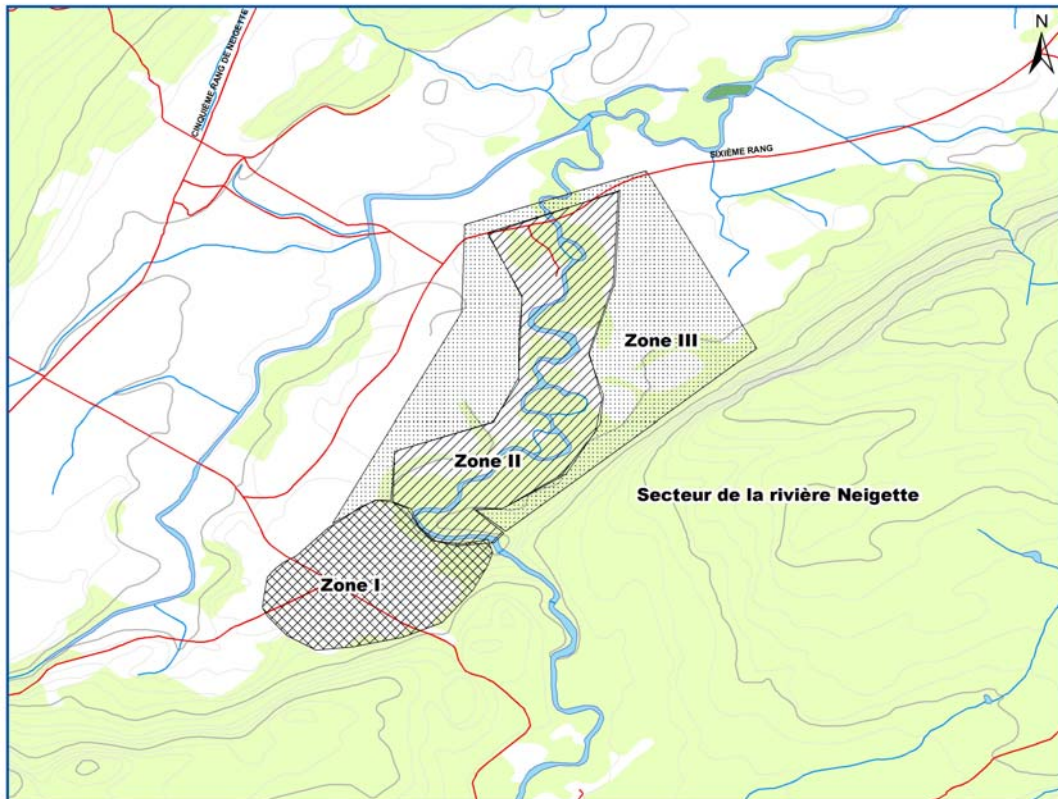 N
CINQUIÈME RANG DE NEIGETTE
SIXIÈME RANG
Zone III
Zone II
Secteur de la rivière Neigette
Zone I